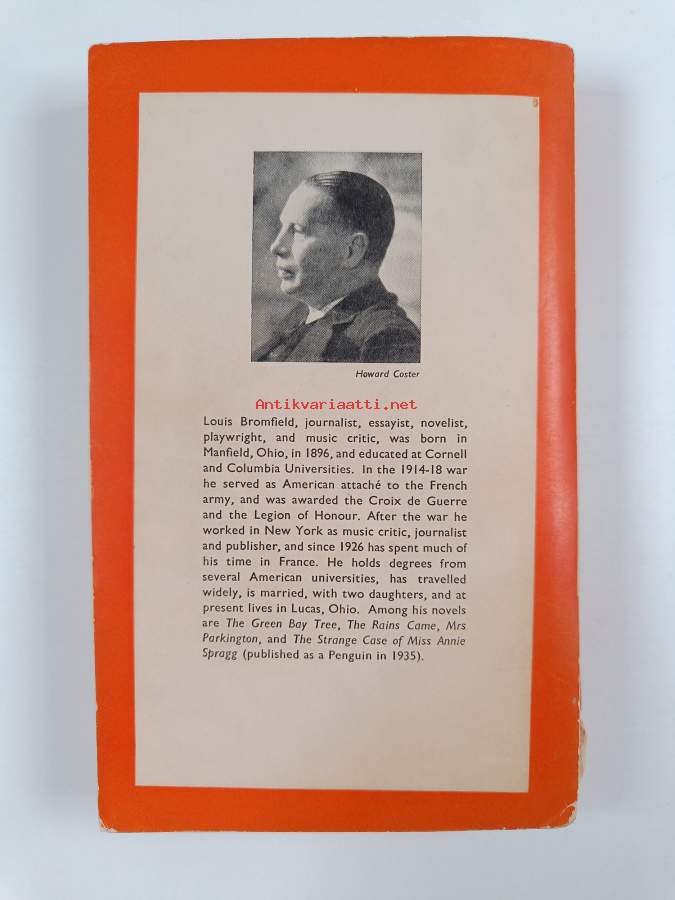 Howard Coster
Antikvariaatti.net
Louis Bromfield, journalist, essayist, novelist,
playwright, and music critic, was born in
Manfield, Ohio, in 1896, and educated at Cornell
and Columbia Universities. In the 1914-18 war
he served as American attaché to the French
army, and was awarded the Croix de Guerre
and the Legion of Honour. After the war he
worked in New York as music critic, journalist
and publisher, and since 1926 has spent much of
his time in France. He holds degrees from
several American universities, has travelled
widely, is married, with two daughters, and at
present lives in Lucas, Ohio. Among his novels
are The Green Bay Tree, The Rains Came, Mrs
Parkington, and The Strange Case of Miss Annie
Spragg (published as a Penguin in 1935).